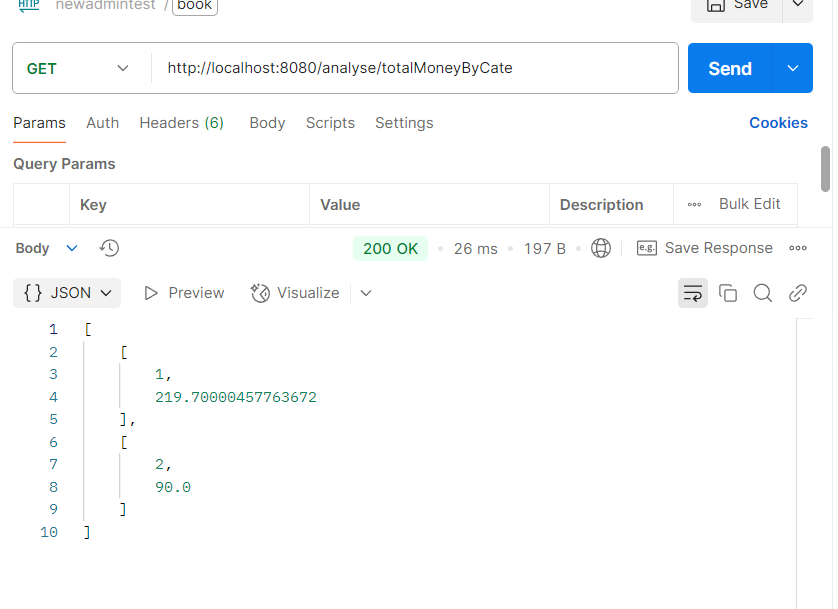 HTTP newadmintest / book Save
GET http://localhost:8080/analyse/totalMoneyByCate Send
Params Auth Headers (6) Body Scripts Settings Cookies
Query Params
Key Value Description Bulk Edit
Body 200 OK 26 ms 197 B e.g. Save Response
{} JSON Preview Visualize
1 [
2 [
3 1,
4 219.70000457763672
5 ],
6 [
7 2,
8 90.0
9 ]
10 ]